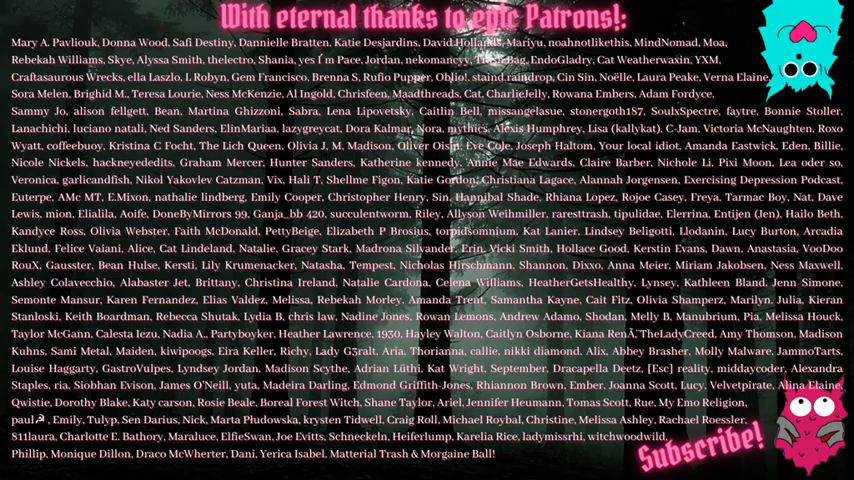 With eternal thanks to epic Patrons!:
Mary A. Pavliouk, Donna Wood, Safi Destiny, Dannielle Bratten, Katie Desjardins, David Hollands, Mariyu, noahnotlikethis, MindNomad, Moa,
Rebekah Williams, Skye, Alyssa Smith, thelectro, Shania, yes I'm Pace, Jordan, nekomancyy, Trash Bag, EndoGladry, Cat Weatherwaxin, YXM,
Craftasaurous Wrecks, ella Laszlo, L Robyn, Gem Francisco, Brenna S, Rufio Pupper, Oblio!, staind.raindrop, Cin Sin, Noëlle, Laura Peake, Verna Elaine,
Sora Melen, Brighid M., Teresa Lourie, Ness McKenzie, Al Ingold, Chrisfeen, Maadthreads, Cat, CharlieJelly, Rowana Embers, Adam Fordyce,
Sammy Jo, alison fellgett, Bean, Martina Ghizzoni, Sabra, Lena Lipovetsky, Caitlin Bell, missangelasue, stonergoth187, SoulxSpectre, faytre, Bonnie Stoller,
Lanachichi, luciano natali, Ned Sanders, ElinMariaa, lazygreycat, Dora Kalmar, Nora, mythics, Alexis Humphrey, Lisa (kallykat), C-Jam, Victoria McNaughten, Roxo
Wyatt, coffeebuoy, Kristina C Focht, The Lich Queen, Olivia J, M. Madison, Oliver Oisin, Eve Cole, Joseph Haltom, Your local idiot, Amanda Eastwick, Eden, Billie,
Nicole Nickels, hackneyededits, Graham Mercer, Hunter Sanders, Katherine kennedy, Annie Mae Edwards, Claire Barber, Nichole Li, Pixi Moon, Lea oder so,
Veronica, garlicandfish, Nikol Yakovlev Catzman, Vix, Hali T, Shellme Figon, Katie Gordon, Christiana Lagace, Alannah Jorgensen, Exercising Depression Podcast,
Euterpe, AMc MT, E.Mixon, nathalie lindberg, Emily Cooper, Christopher Henry, Sin, Hannibal Shade, Rhiana Lopez, Rojoe Casey, Freya, Tarmac Boy, Nat, Dave
Lewis, mion, Elialila, Aoife, DoneByMirrors 99, Ganja_bb 420, succulentworm, Riley, Allyson Weihmiller, raresttrash, tipulidae, Elerrina, Entijen (Jen), Hailo Beth,
Kandyce Ross, Olivia Webster, Faith McDonald, PettyBeige, Elizabeth P Brosius, torpidsomnium, Kat Lanier, Lindsey Beligotti, Llodanin, Lucy Burton, Arcadia
Eklund, Felice Vaiani, Alice, Cat Lindeland, Natalie, Gracey Stark, Madrona Silvander, Erin, Vicki Smith, Hollace Good, Kerstin Evans, Dawn, Anastasia, VooDoo
RouX, Gausster, Bean Hulse, Kersti, Lily Krumenacker, Natasha, Tempest, Nicholas Hirschmann, Shannon, Dixxo, Anna Meier, Miriam Jakobsen, Ness Maxwell,
Ashley Colavecchio, Alabaster Jet, Brittany, Christina Ireland, Natalie Cardona, Celena Williams, HeatherGetsHealthy, Lynsey, Kathleen Bland, Jenn Simone,
Semonte Mansur, Karen Fernandez, Elias Valdez, Melissa, Rebekah Morley, Amanda Trent, Samantha Kayne, Cait Fitz, Olivia Shamperz, Marilyn, Julia, Kieran
Stanloski, Keith Boardman, Rebecca Shutak, Lydia B, chris law, Nadine Jones, Rowan Lemons, Andrew Adamo, Shodan, Melly B, Manubrium, Pia, Melissa Houck,
Taylor McGann, Calesta Iezu, Nadia A., Partyboyker, Heather Lawrence, 1930, Hayley Walton, Caitlyn Osborne, Kiana RenÃ, TheLadyCreed, Amy Thomson, Madison
Kuhns, Sami Metal, Maiden, kiwipoogs, Eira Keller, Richy, Lady G3ralt, Aria, Thorianna, callie, nikki diamond, Alix, Abbey Brasher, Molly Malware, JammoTarts,
Louise Haggarty, GastroVulpes, Lyndsey Jordan, Madison Scythe, Adrian Lüthi, Kat Wright, September, Dracapella Deetz, [Esc] reality, middaycoder, Alexandra
Staples, ria, Siobhan Evison, James O'Neill, yuta, Madeira Darling, Edmond Griffith-Jones, Rhiannon Brown, Ember, Joanna Scott, Lucy, Velvetpirate, Alina Elaine,
Qwistie, Dorothy Blake, Katy carson, Rosie Beale, Boreal Forest Witch, Shane Taylor, Ariel, Jennifer Heumann, Tomas Scott, Rue, My Emo Religion,
paul☭, Emily, Tulyp, Sen Darius, Nick, Marta Płudowska, krysten Tidwell, Craig Roll, Michael Roybal, Christine, Melissa Ashley, Rachael Roessler,
811laura, Charlotte E. Bathory, Maraluce, ElfieSwan, Joe Evitts, Schneckeln, Heiferlump, Karelia Rice, ladymissrhi, witchwoodwild,
Phillip, Monique Dillon, Draco McWherter, Dani, Yerica Isabel, Matterial Trash & Morgaine Ball!
Subscribe!